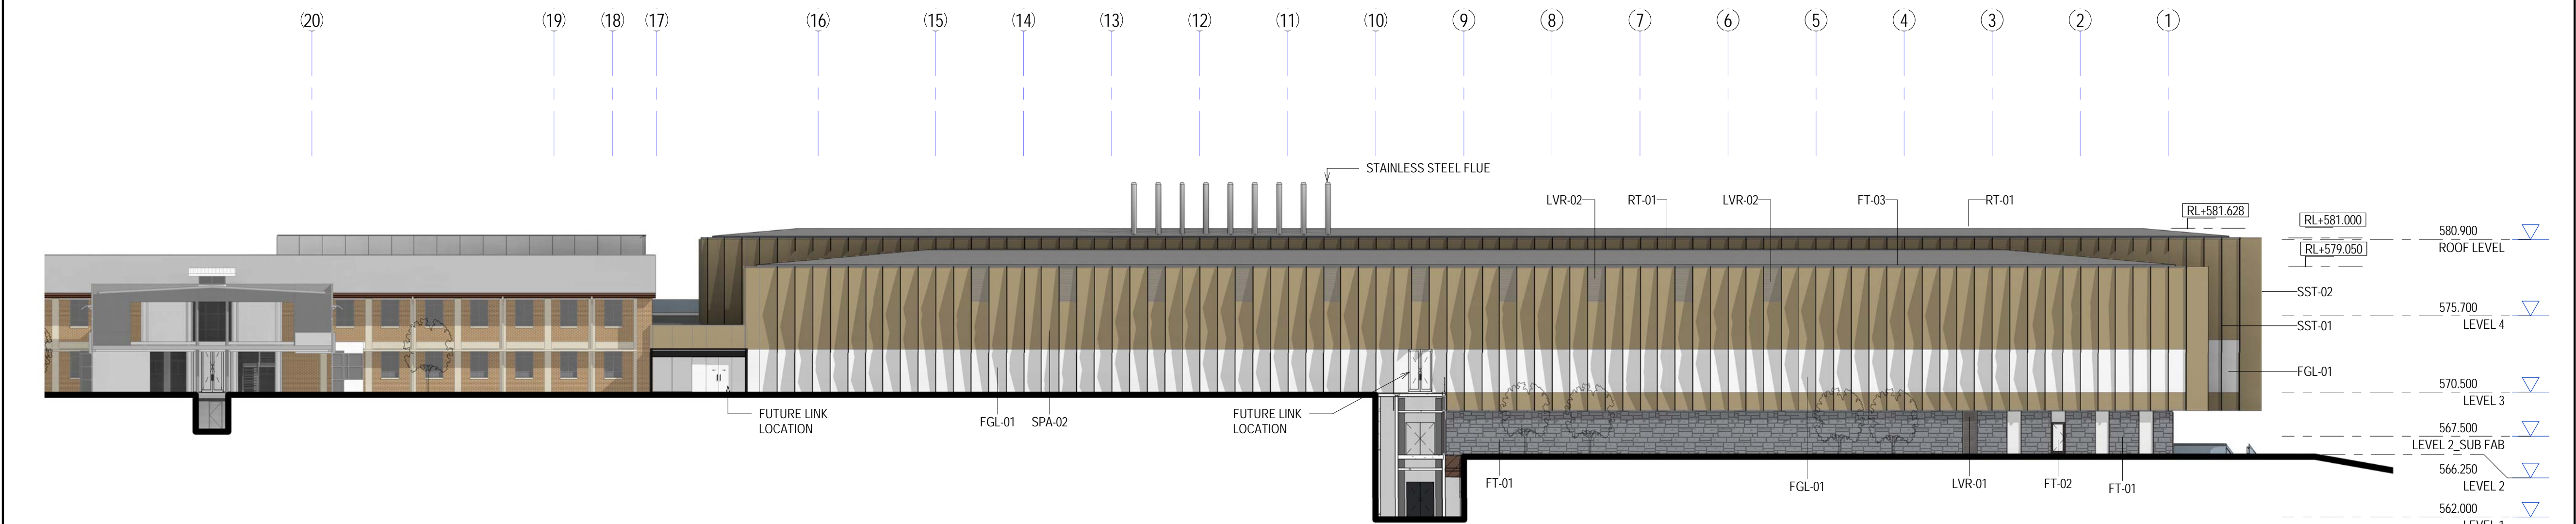 (20) (19) (18) (17) (16) (15) (14) (13) (12) (11) (10) 9 8 7 6 5 4 3 2 1
STAINLESS STEEL FLUE
LVR-02 RT-01 LVR-02 FT-03 RT-01
RL+581.628
RL+581.000
580.900
ROOF LEVEL
RL+579.050
SST-02
575.700
LEVEL 4
SST-01
FGL-01
570.500
LEVEL 3
FUTURE LINK
LOCATION
FGL-01 SPA-02
FUTURE LINK
LOCATION
567.500
LEVEL 2_SUB FAB
566.250
LEVEL 2
FT-01 FGL-01 LVR-01 FT-02 FT-01
562.000
LEVEL 1